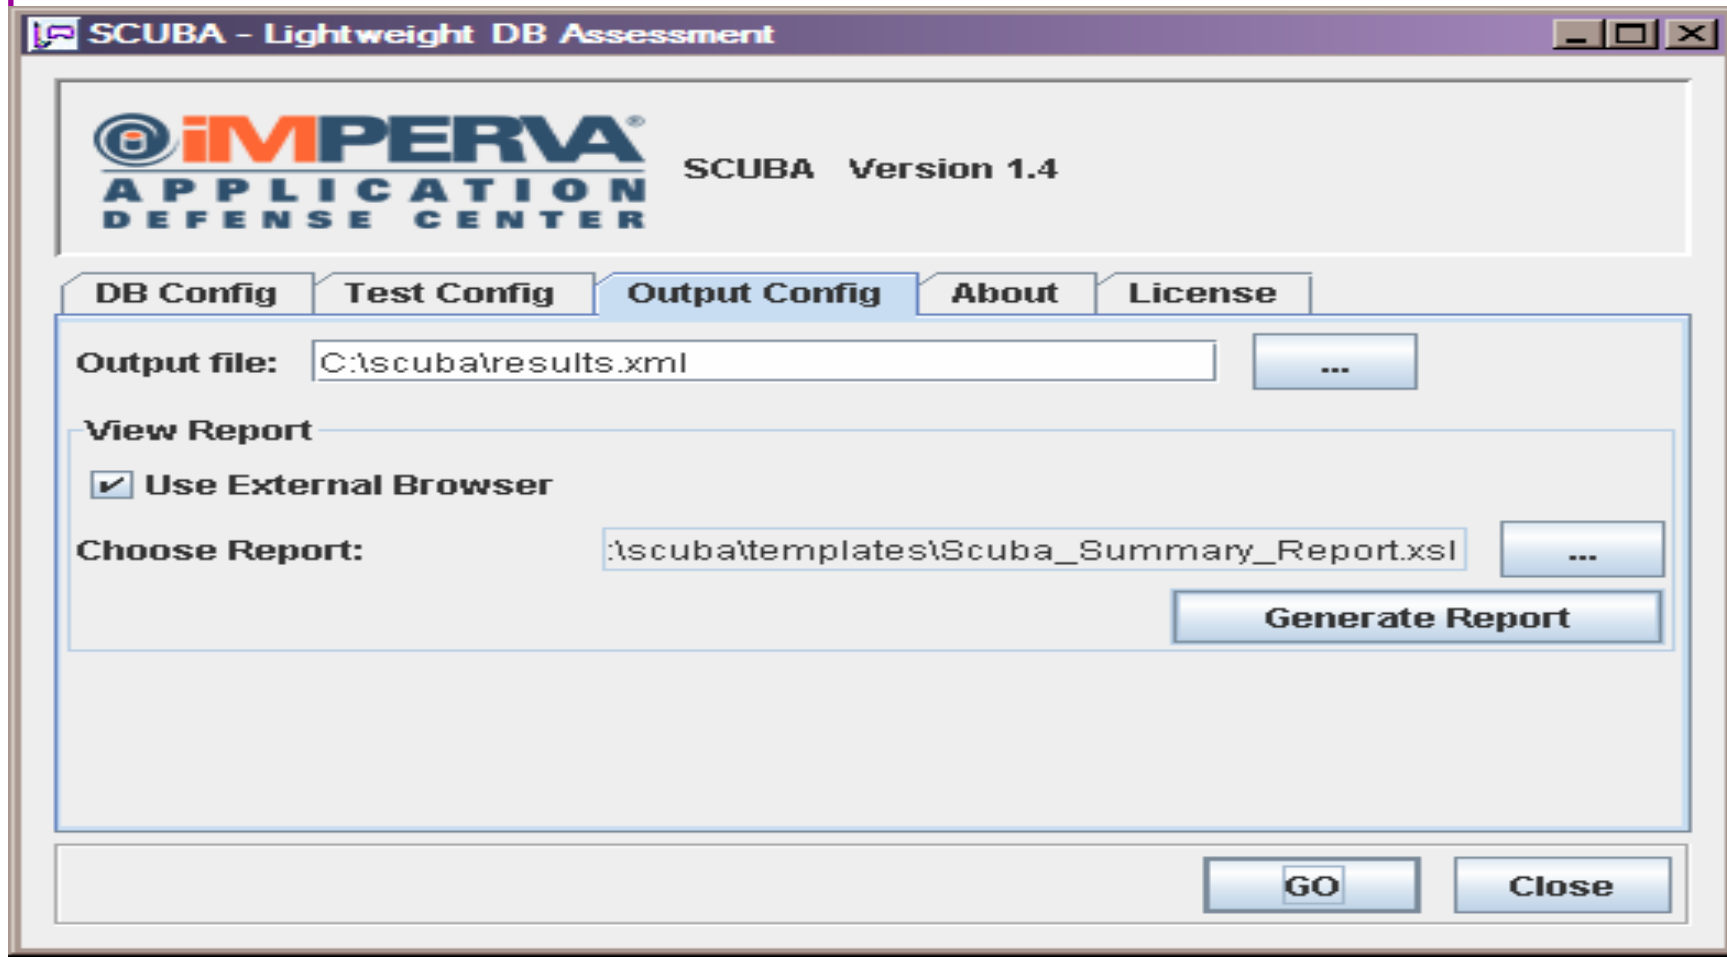 SCUBA - Lightweight DB Assessment
iMPERVA®
APPLICATION
DEFENSE CENTER
SCUBA Version 1.4
DB Config Test Config Output Config About License
Output file: C:\scuba\results.xml ...
View Report
Use External Browser
Choose Report: :\scuba\templates\Scuba_Summary_Report.xsl ...
Generate Report
GO Close